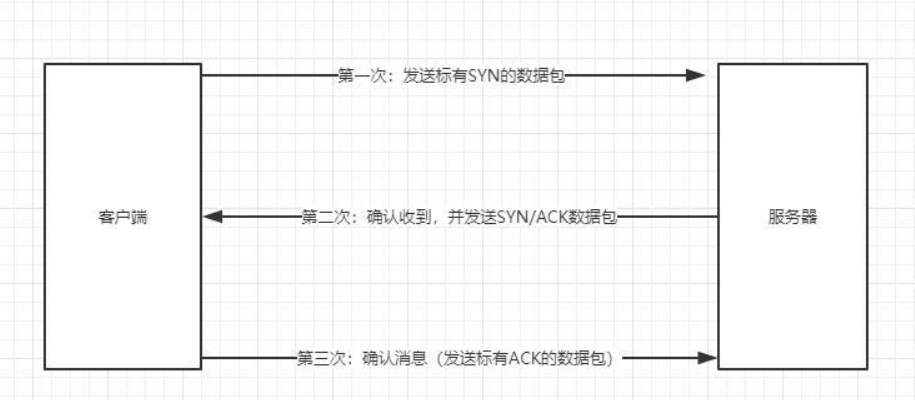 第一次：发送标有SYN的数据包
客户端
第二次：确认收到，并发送SYN/ACK数据包
服务器
第三次：确认消息（发送标有ACK的数据包）